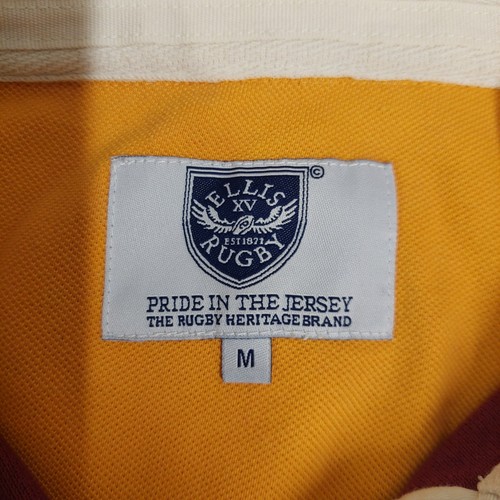 ©
ELLIS
XV
EST 1871
RUGBY
PRIDE IN THE JERSEY
THE RUGBY HERITAGE BRAND
M